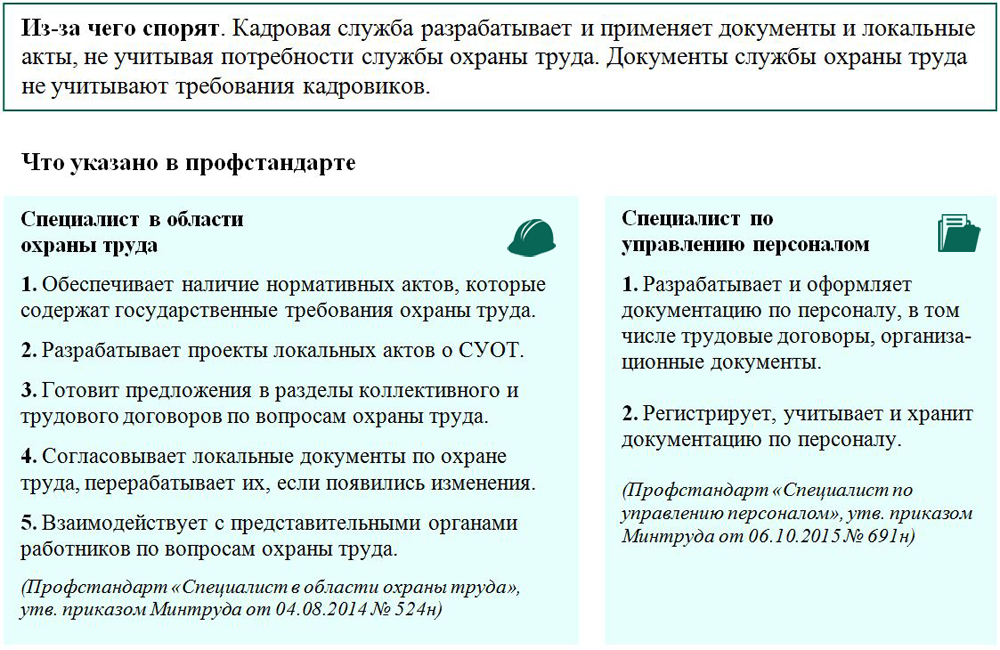 Из-за чего спорят. Кадровая служба разрабатывает и применяет документы и локальные
акты, не учитывая потребности службы охраны труда. Документы службы охраны труда
не учитывают требования кадровиков.
Что указано в профстандарте
Специалист в области
охраны труда
1. Обеспечивает наличие нормативных актов, которые
содержат государственные требования охраны труда.
2. Разрабатывает проекты локальных актов о СУОТ.
3. Готовит предложения в разделы коллективного и
трудового договоров по вопросам охраны труда.
4. Согласовывает локальные документы по охране
труда, перерабатывает их, если появились изменения.
5. Взаимодействует с представительными органами
работников по вопросам охраны труда.
(Профстандарт «Специалист в области охраны труда»,
утв. приказом Минтруда от 04.08.2014 № 524н)
Специалист по
управлению персоналом
1. Разрабатывает и оформляет
документацию по персоналу, в том
числе трудовые договоры, организа-
ционные документы.
2. Регистрирует, учитывает и хранит
документацию по персоналу.
(Профстандарт «Специалист по
управлению персоналом», утв. приказом
Минтруда от 06.10.2015 № 691н)